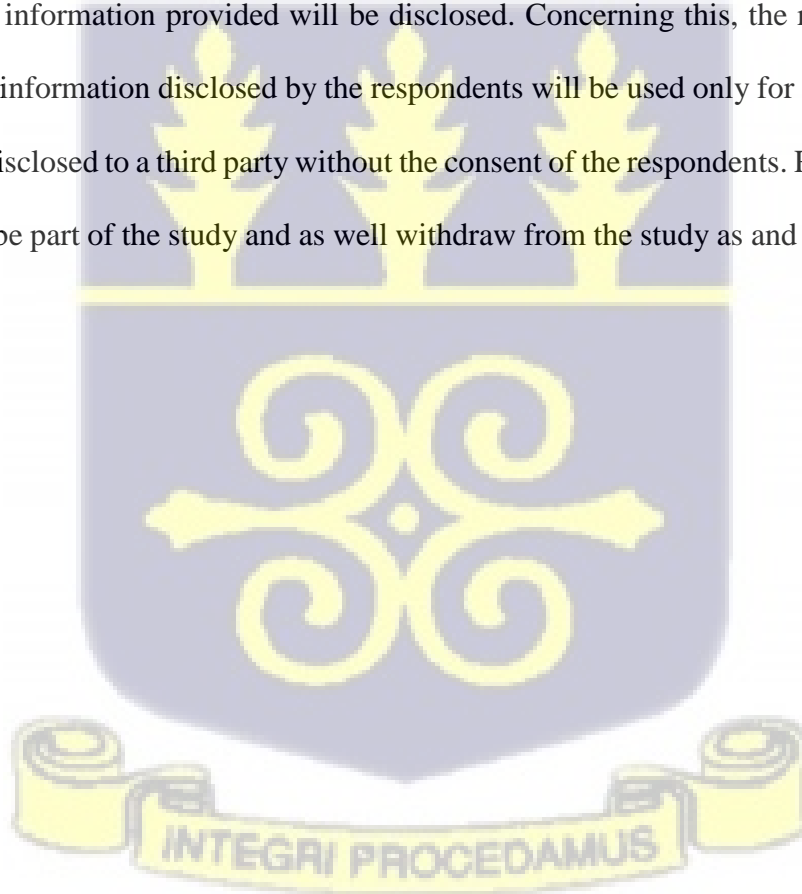 information provided will be disclosed. Concerning this, the
information disclosed by the respondents will be used only for
disclosed to a third party without the consent of the respondents.
be part of the study and as well withdraw from the study as and
INTEGRI PROCEDAMUS